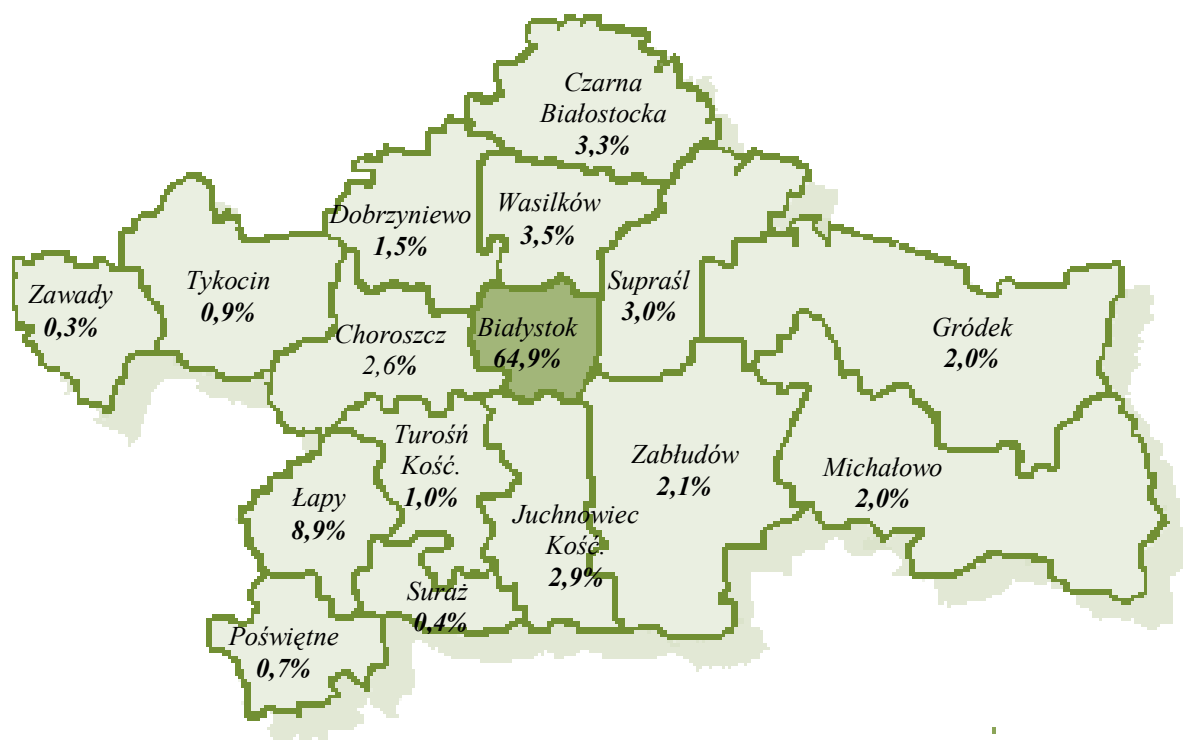 Czarna
Białostocka
3,3%
Dobrzyniewo
1,5%
Wasilków
3,5%
Zawady
0,3%
Tykocin
0,9%
Choroszcz
2,6%
Białystok
64,9%
Supraśl
3,0%
Gródek
2,0%
Turośń
Kość.
1,0%
Łapy
8,9%
Juchnowiec
Kość.
2,9%
Zabłudów
2,1%
Michałowo
2,0%
Suraż
0,4%
Poświętne
0,7%